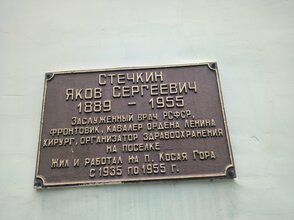 СТЕЧКИН
ЯКОВ СЕРГЕЕВИЧ
1889 - 1955
ЗАСЛУЖЕННЫЙ ВРАЧ РСФСР,
ФРОНТОВИК, КАВАЛЕР ОРДЕНА ЛЕНИНА
ХИРУРГ, ОРГАНИЗАТОР ЗДРАВООХРАНЕНИЯ
НА ПОСЕЛКЕ
ЖИЛ И РАБОТАЛ НА П. КОСАЯ ГОРА
С 1935 ПО 1955 Г.